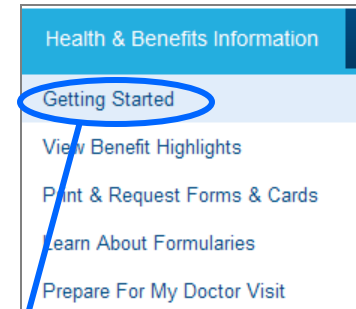 Health & Benefits Information
Getting Started
View Benefit Highlights
Print & Request Forms & Cards
Learn About Formularies
Prepare For My Doctor Visit